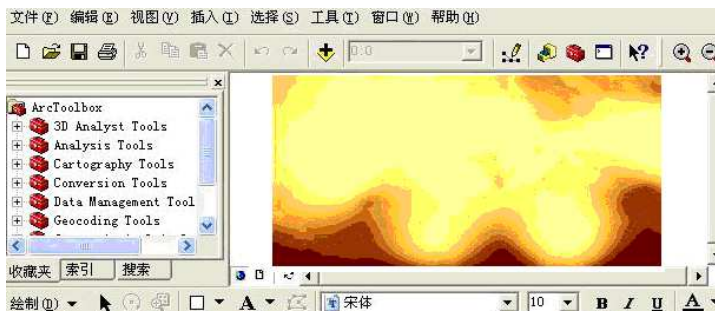 文件(F) 编辑(E) 视图(V) 插入(I) 选择(S) 工具(T) 窗口(W) 帮助(H)
0:0
ArcToolbox
3D Analyst Tools
Analysis Tools
Cartography Tools
Conversion Tools
Data Management Tool
Geocoding Tools
收藏夹 索引 搜索
绘制(D) A 宋体 10 B I U A